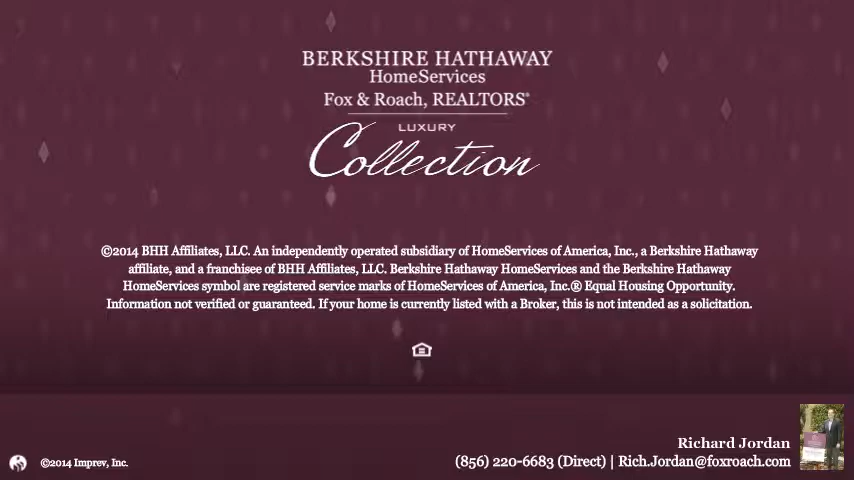 BERKSHIRE HATHAWAY
HomeServices
Fox & Roach, REALTORS®
LUXURY
Collection
©2014 BHH Affiliates, LLC. An independently operated subsidiary of HomeServices of America, Inc., a Berkshire Hathaway
affiliate, and a franchisee of BHH Affiliates, LLC. Berkshire Hathaway HomeServices and the Berkshire Hathaway
HomeServices symbol are registered service marks of HomeServices of America, Inc.® Equal Housing Opportunity.
Information not verified or guaranteed. If your home is currently listed with a Broker, this is not intended as a solicitation.
Richard Jordan
(856) 220-6683 (Direct) | Rich.Jordan@foxroach.com
©2014 Imprev, Inc.